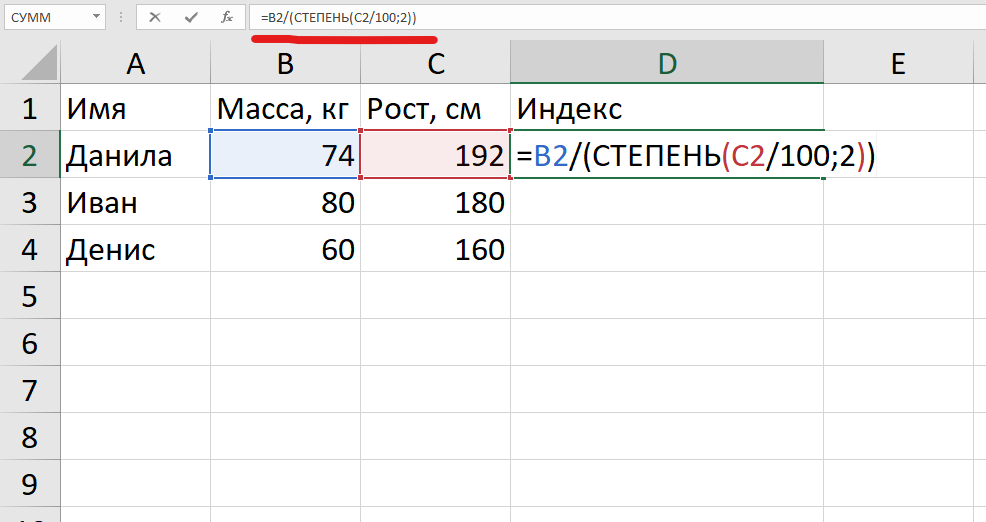 СУММ =B2/(СТЕПЕНЬ(C2/100;2))
A B C D E
1 Имя Масса, кг Рост, см Индекс
2 Данила 74 192 =B2/(СТЕПЕНЬ(C2/100;2))
3 Иван 80 180
4 Денис 60 160
5
6
7
8
9